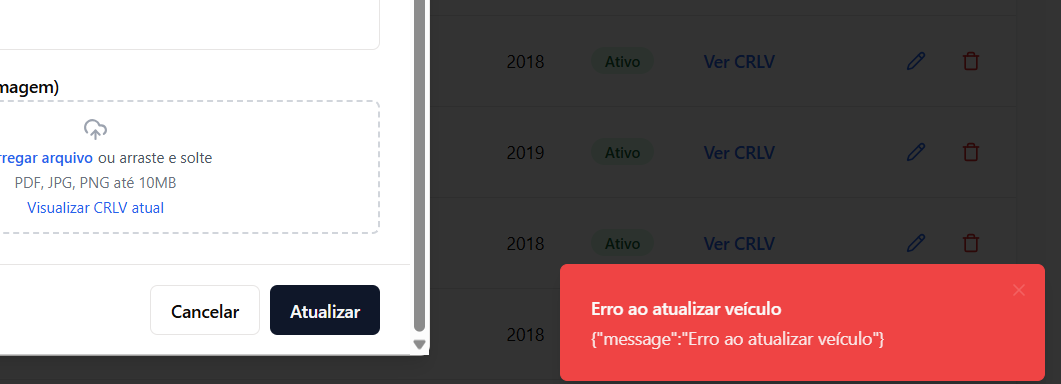 2018 Ativo Ver CRLV
magem)
regar arquivo ou arraste e solte
2019 Ativo Ver CRLV
PDF, JPG, PNG até 10MB
Visualizar CRLV atual
2018 Ativo Ver CRLV
Cancelar Atualizar
2018
Erro ao atualizar veículo
{"message":"Erro ao atualizar veículo"}